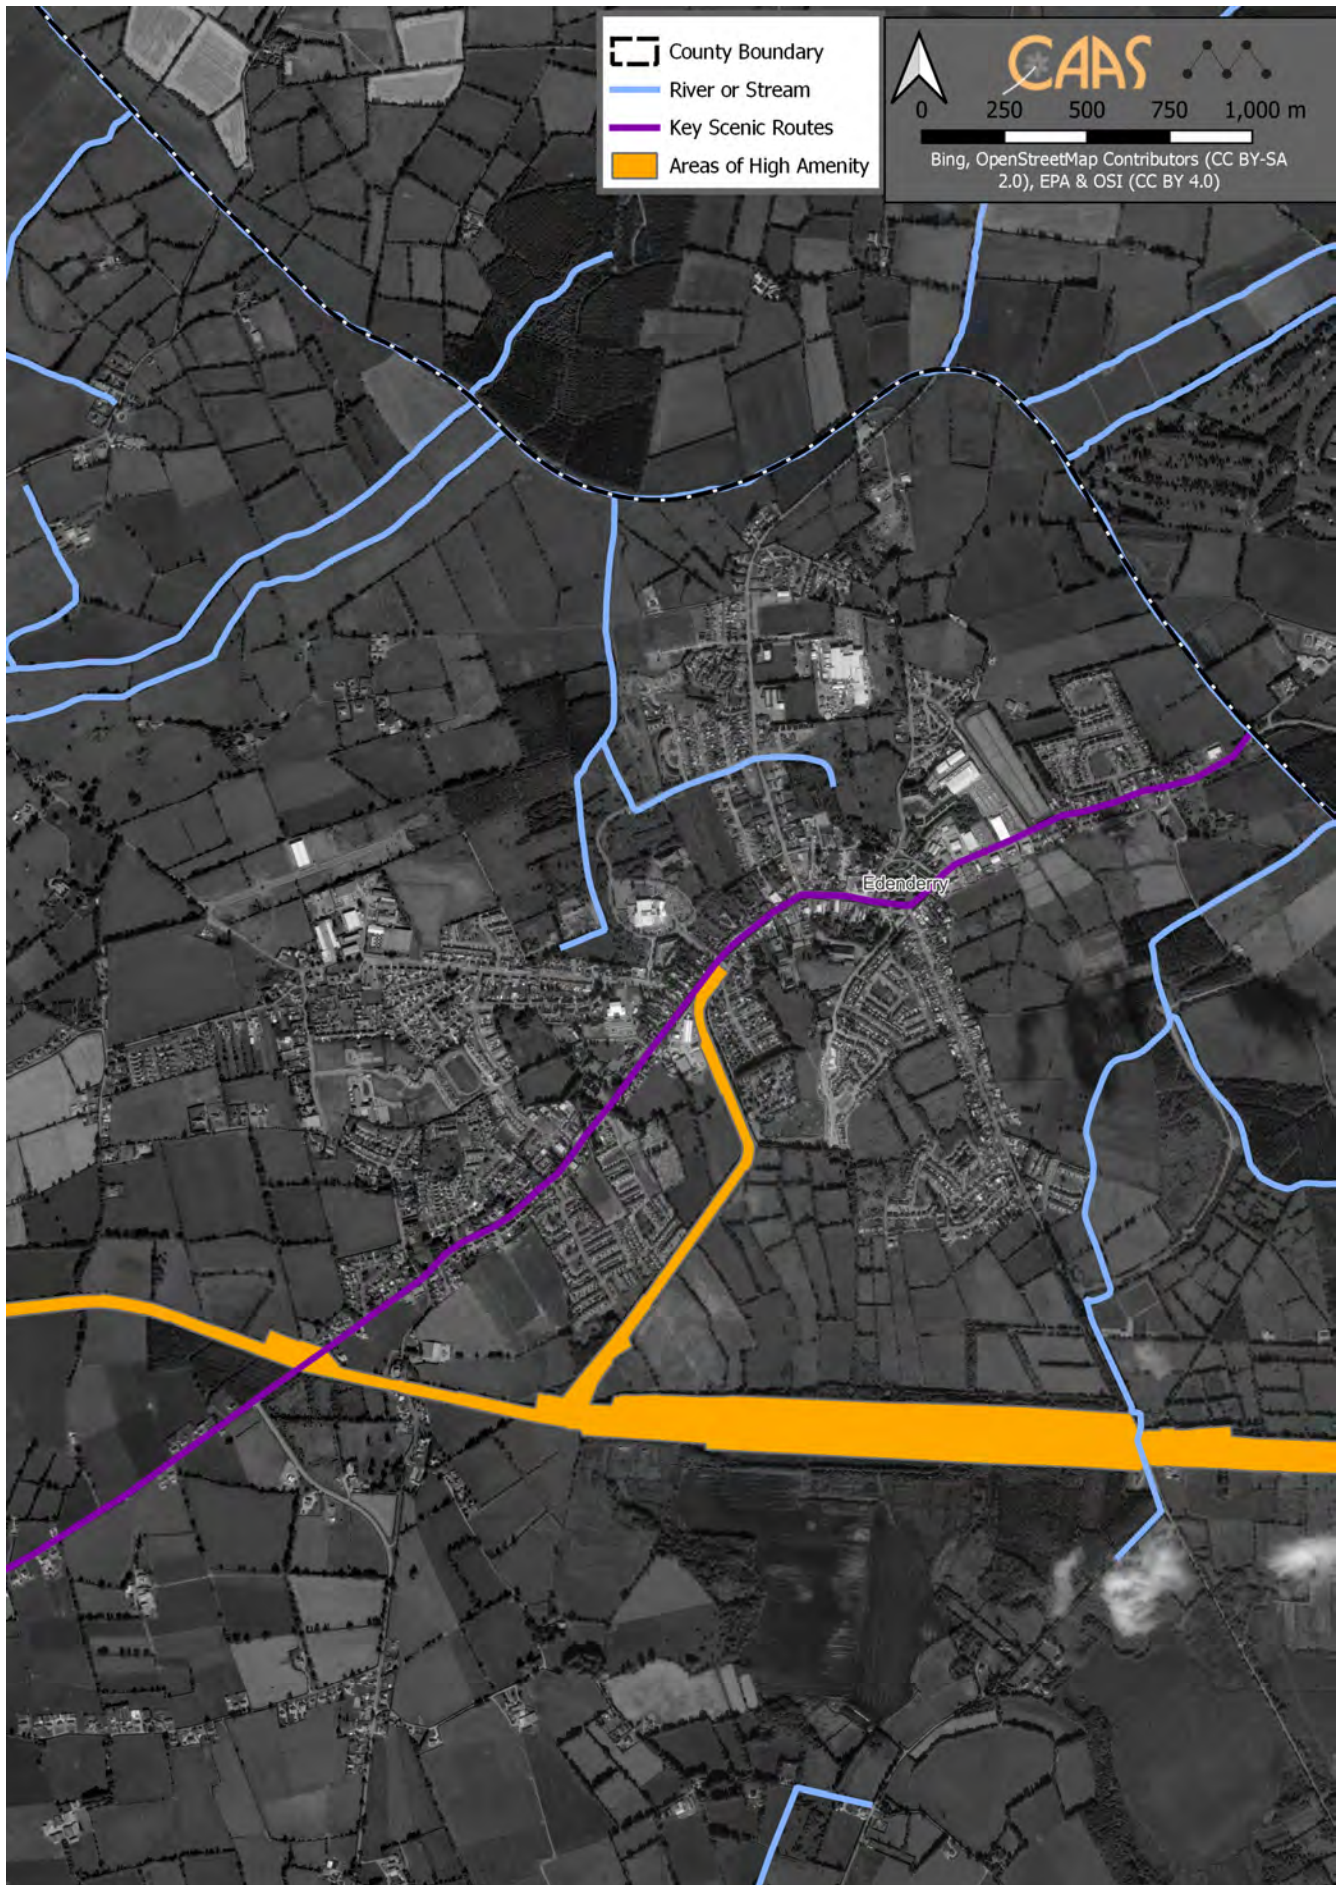 County Boundary
River or Stream
Key Scenic Routes
Areas of High Amenity
CAAS
0 250 500 750 1,000 m
Bing, OpenStreetMap Contributors (CC BY-SA
2.0), EPA & OSI (CC BY 4.0)
Edenderry